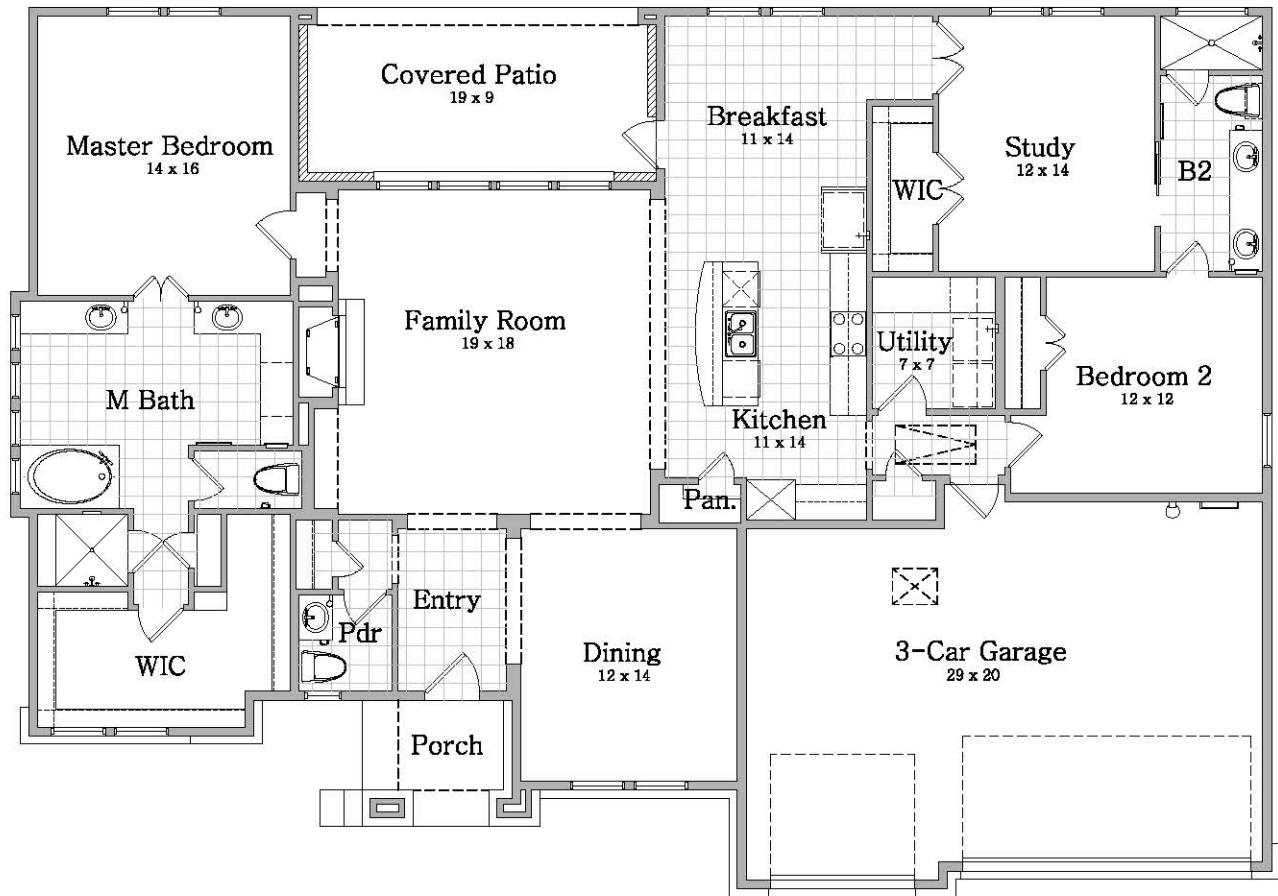 Covered Patio
19 x 9
Master Bedroom
14 x 16
Breakfast
11 x 14
Study
12 x 14
B2
WIC
Family Room
19 x 18
Utility
7 x 7
Bedroom 2
12 x 12
M Bath
Kitchen
11 x 14
Pan.
Entry
Pdr
WIC
Dining
12 x 14
3-Car Garage
29 x 20
Porch